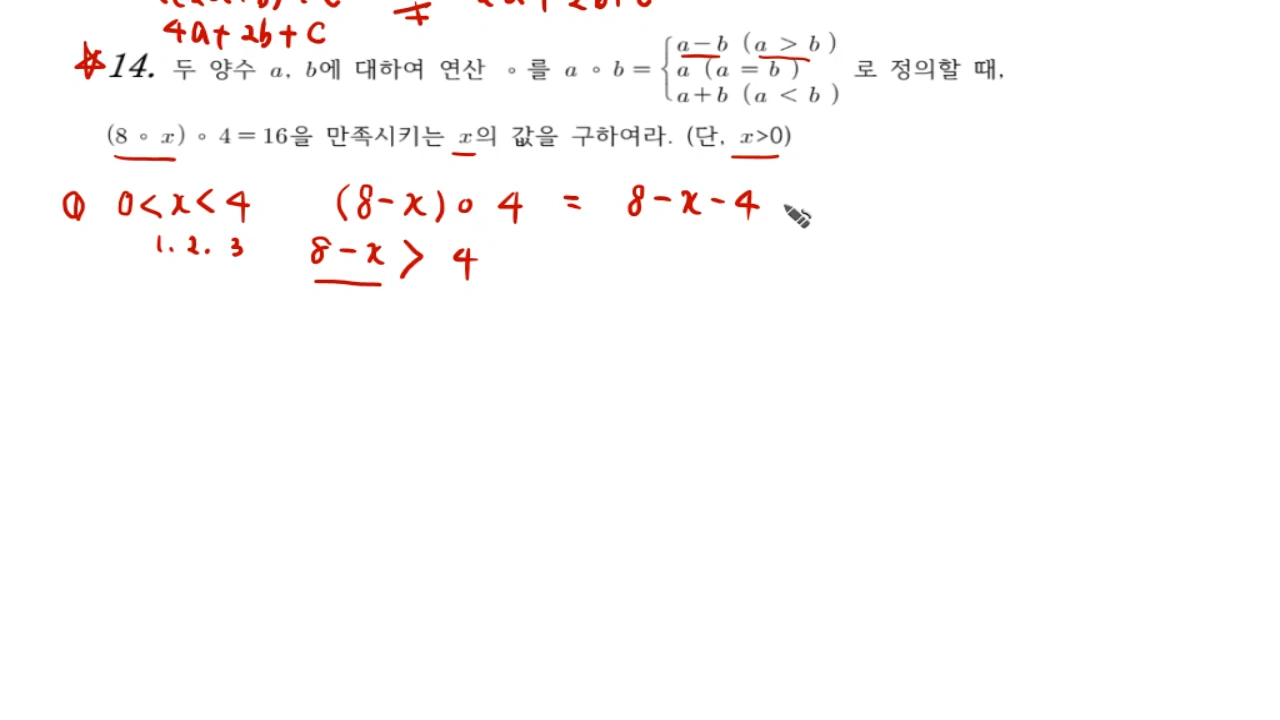 4a+2b+c
☆14. 두 양수 a, b에 대하여 연산 ∘ 를 a ∘ b = { a−b (a > b)
a (a = b) 로 정의할 때,
a+b (a < b)
(8 ∘ x) ∘ 4 = 16을 만족시키는 x의 값을 구하여라. (단, x>0)
① 0<x<4 (8−x)∘4 = 8−x−4
1. 2. 3 8−x > 4